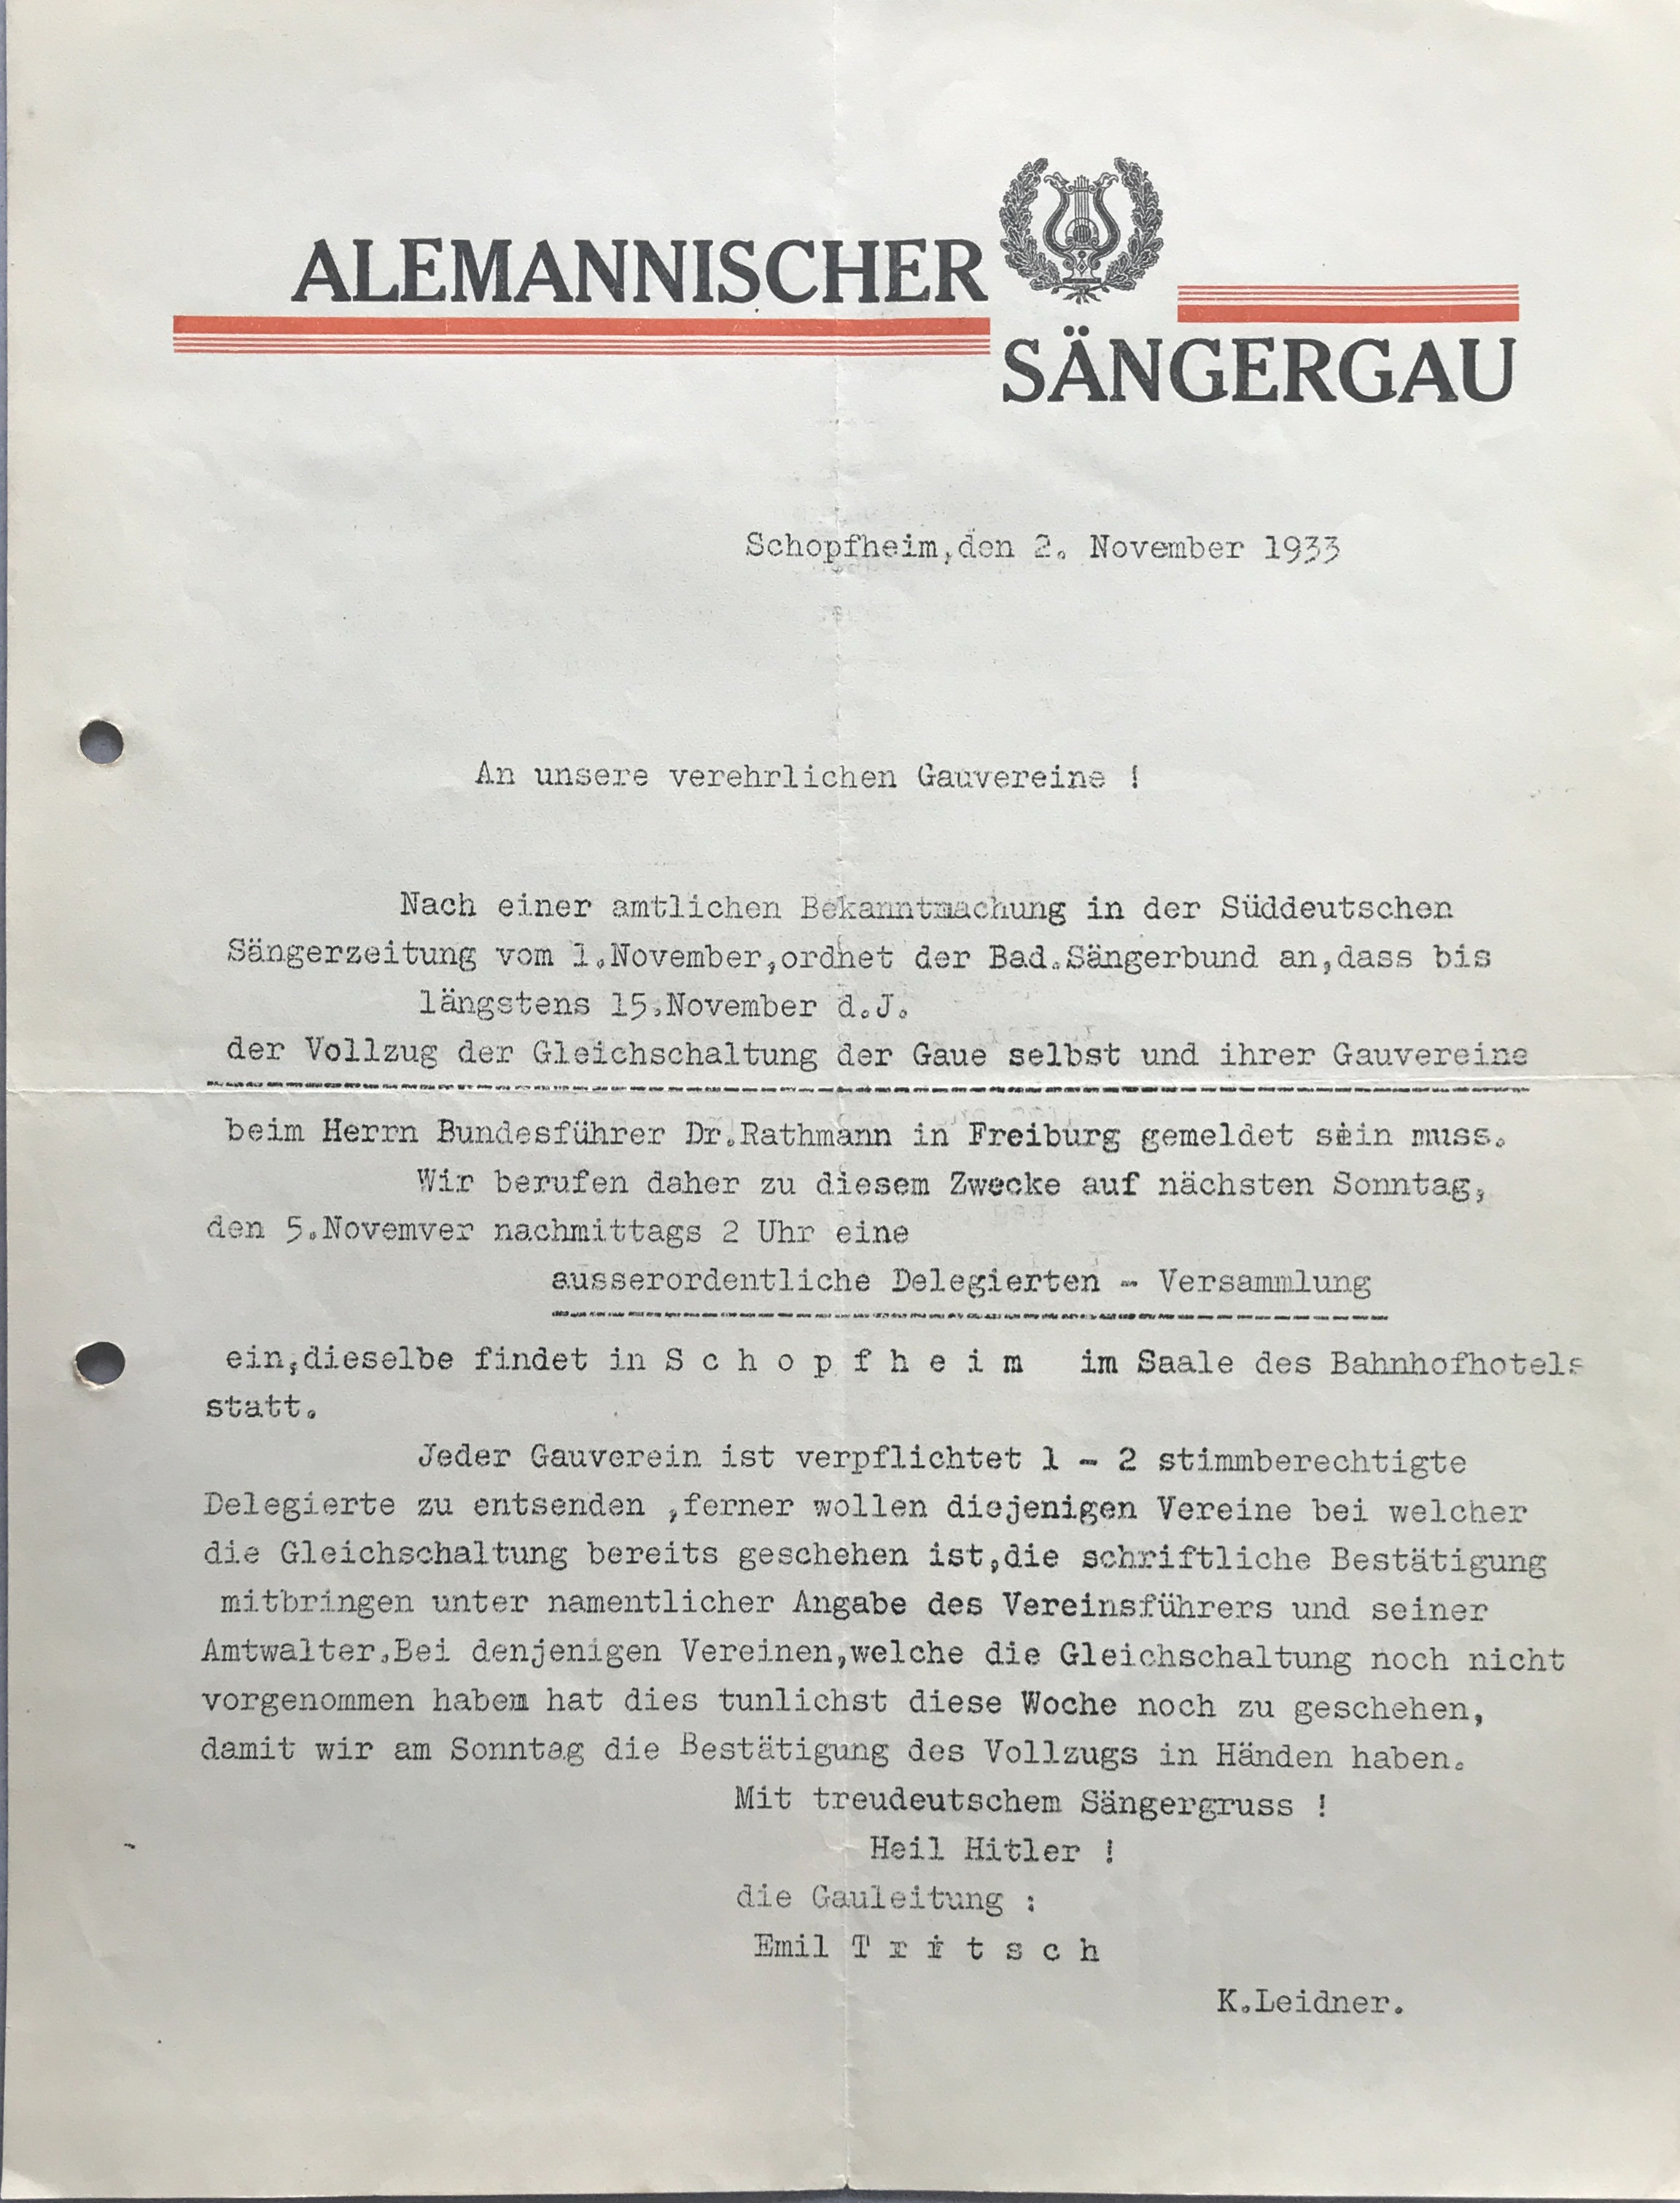 ALEMANNISCHER
SÄNGERGAU
Schopfheim,den 2. November 1933
An unsere verehrlichen Gauvereine !
Nach einer amtlichen Bekanntmachung in der Süddeutschen
Sängerzeitung vom 1.November,ordnet der Bad.Sängerbund an,dass bis
längstens 15.November d.J.
der Vollzug der Gleichschaltung der Gaue selbst und ihrer Gauvereine
beim Herrn Bundesführer Dr.Rathmann in Freiburg gemeldet sein muss.
Wir berufen daher zu diesem Zwecke auf nächsten Sonntag,
den 5.Novemver nachmittags 2 Uhr eine
ausserordentliche Delegierten - Versammlung
ein,dieselbe findet in S c h o p f h e i m im Saale des Bahnhofhotels
statt.
Jeder Gauverein ist verpflichtet 1 - 2 stimmberechtigte
Delegierte zu entsenden ,ferner wollen diejenigen Vereine bei welcher
die Gleichschaltung bereits geschehen ist,die schriftliche Bestätigung
mitbringen unter namentlicher Angabe des Vereinsführers und seiner
Amtwalter.Bei denjenigen Vereinen,welche die Gleichschaltung noch nicht
vorgenommen habem hat dies tunlichst diese Woche noch zu geschehen,
damit wir am Sonntag die Bestätigung des Vollzugs in Händen haben.
Mit treudeutschem Sängergruss !
Heil Hitler !
die Gauleitung :
Emil T r i t s c h
K.Leidner.